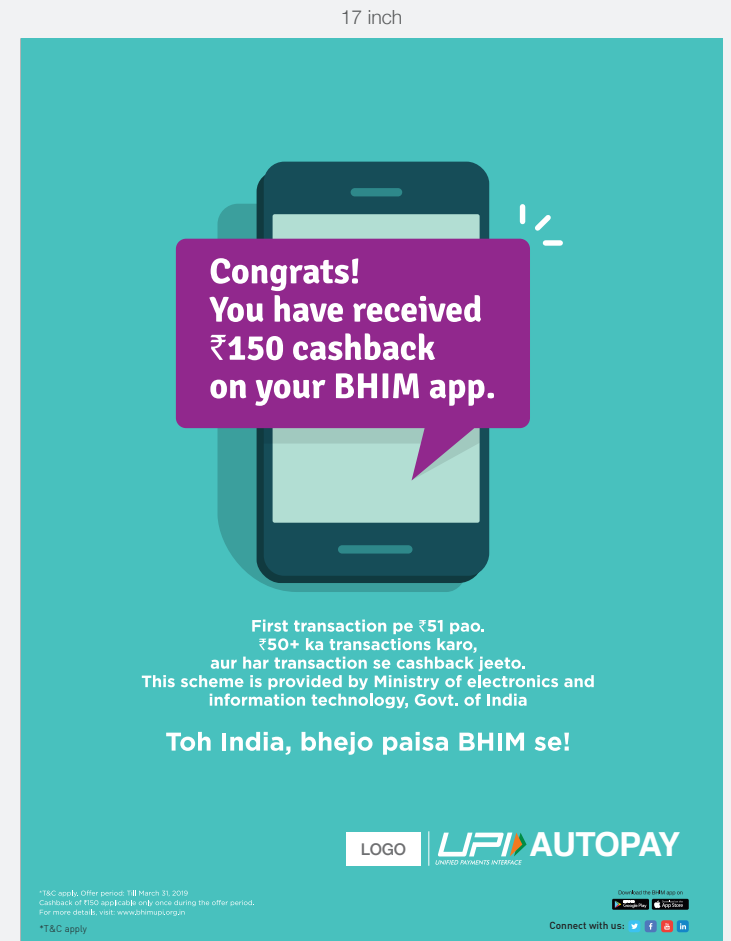 17 inch
Congrats!
You have received
₹150 cashback
on your BHIM app.
First transaction pe ₹51 pao.
₹50+ ka transactions karo,
aur har transaction se cashback jeeto.
This scheme is provided by Ministry of electronics and
information technology, Govt. of India
Toh India, bhejo paisa BHIM se!
LOGO
UPI AUTOPAY
UNIFIED PAYMENTS INTERFACE
*T&C apply. Offer period: Till March 31, 2019
Cashback of ₹150 applicable only once during the offer period.
For more details, visit: www.bhimupi.org.in
*T&C apply
Download the BHIM app on
Google Play
App Store
Connect with us: